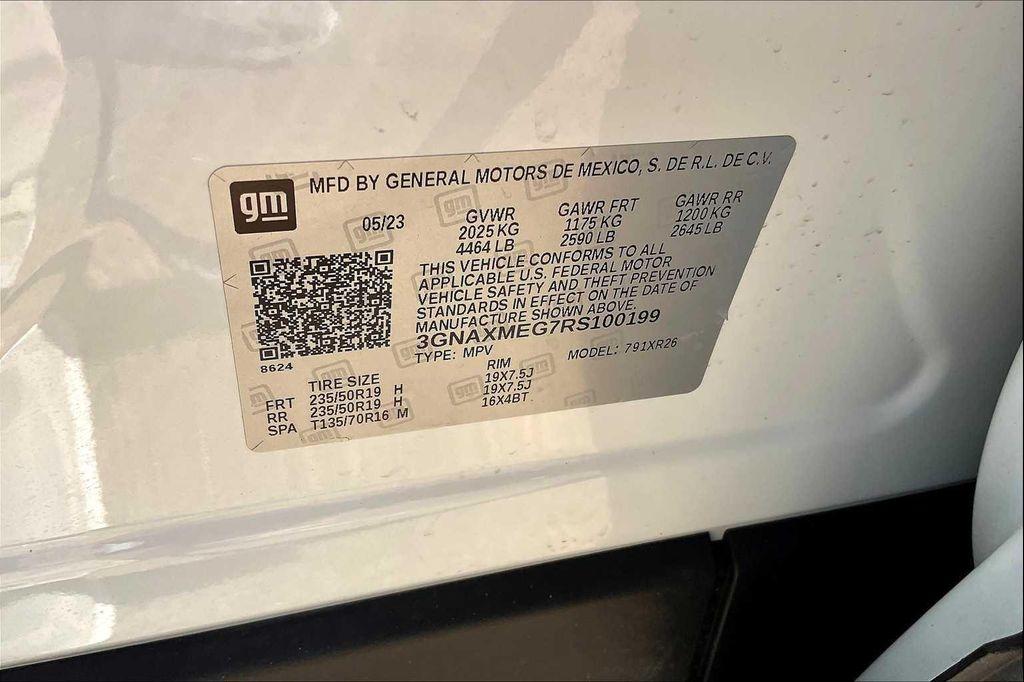 gm MFD BY GENERAL MOTORS DE MEXICO, S. DE R.L. DE C.V.
05/23 GVWR GAWR FRT GAWR RR
2025 KG 1175 KG 1200 KG
4464 LB 2590 LB 2645 LB
THIS VEHICLE CONFORMS TO ALL
APPLICABLE U.S. FEDERAL MOTOR
VEHICLE SAFETY AND THEFT PREVENTION
STANDARDS IN EFFECT ON THE DATE OF
MANUFACTURE SHOWN ABOVE.
3GNAXMEG7RS100199
TYPE: MPV MODEL: 791XR26
8624
TIRE SIZE RIM
FRT 235/50R19 H 19X7.5J
RR 235/50R19 H 19X7.5J
SPA T135/70R16 M 16X4BT